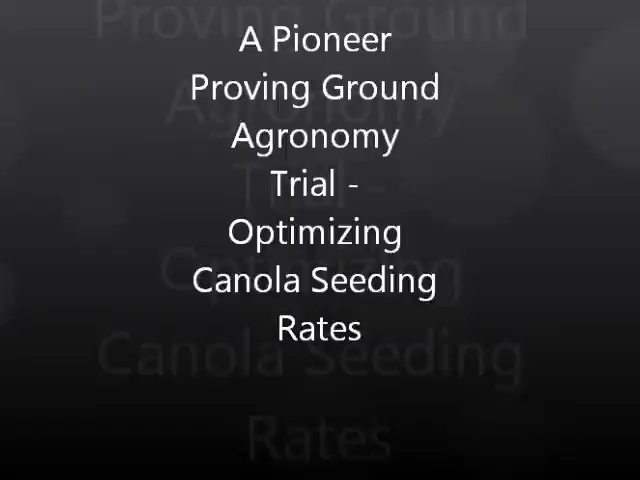 A Pioneer
Proving Ground
Agronomy
Trial -
Optimizing
Canola Seeding
Rates